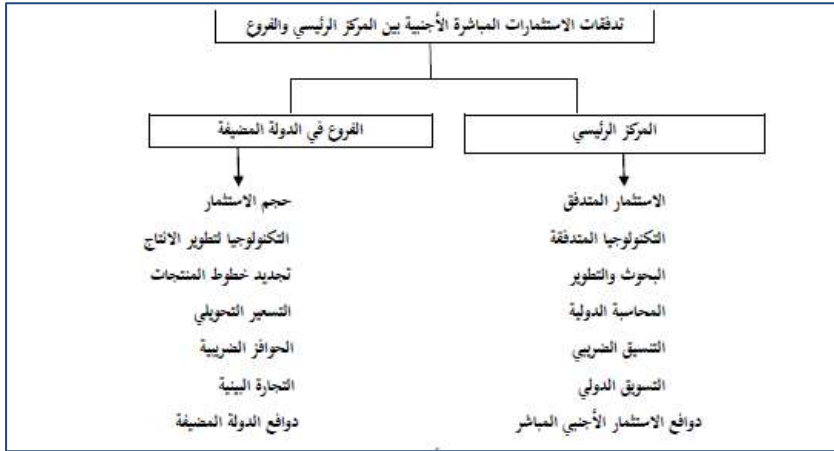 تدفقات الاستثمارات المباشرة الأجنبية بين المركز الرئيسي والفروع
المركز الرئيسي
الفروع في الدولة المضيفة
الاستثمار المتدفق
التكنولوجيا المتدفقة
البحوث والتطوير
المحاسبة الدولية
التنسيق الضريبي
التسويق الدولي
دوافع الاستثمار الأجنبي المباشر
حجم الاستثمار
التكنولوجيا لتطوير الانتاج
تجديد خطوط المنتجات
التسعير التحويلي
الحوافز الضريبية
التجارة البينية
دوافع الدولة المضيفة